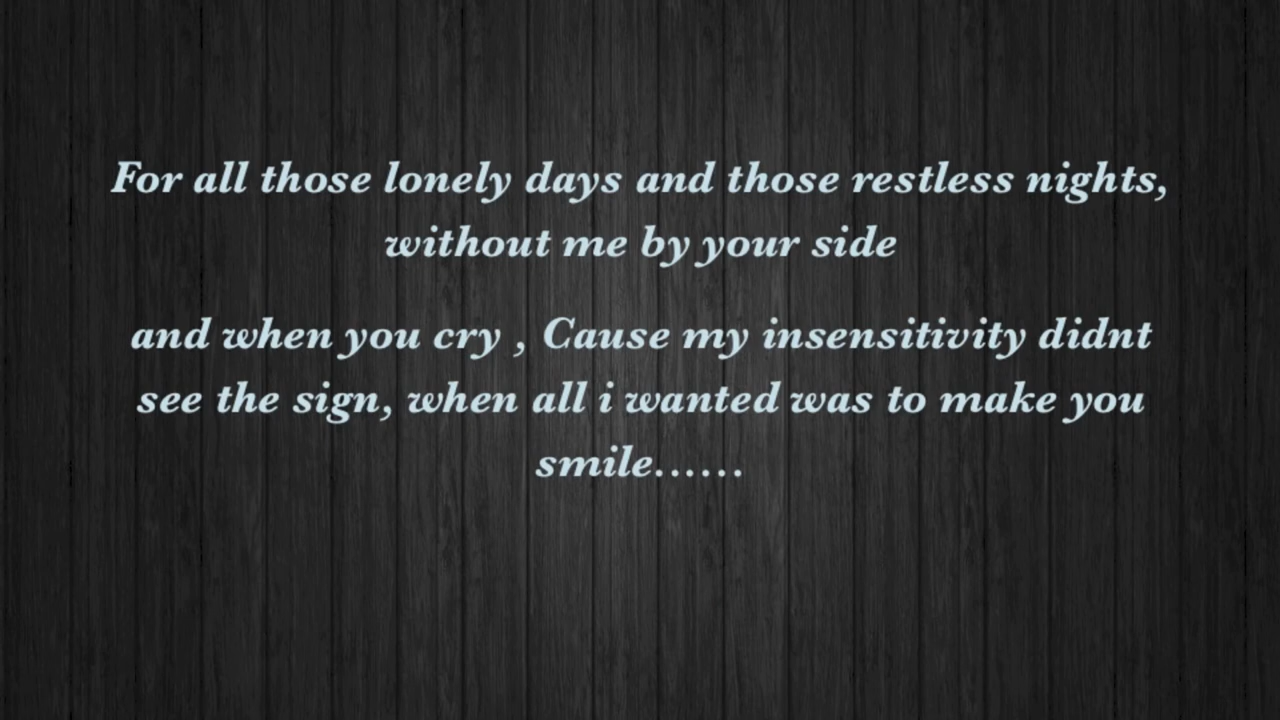 For all those lonely days and those restless nights,
without me by your side
and when you cry , Cause my insensitivity didnt
see the sign, when all i wanted was to make you
smile......